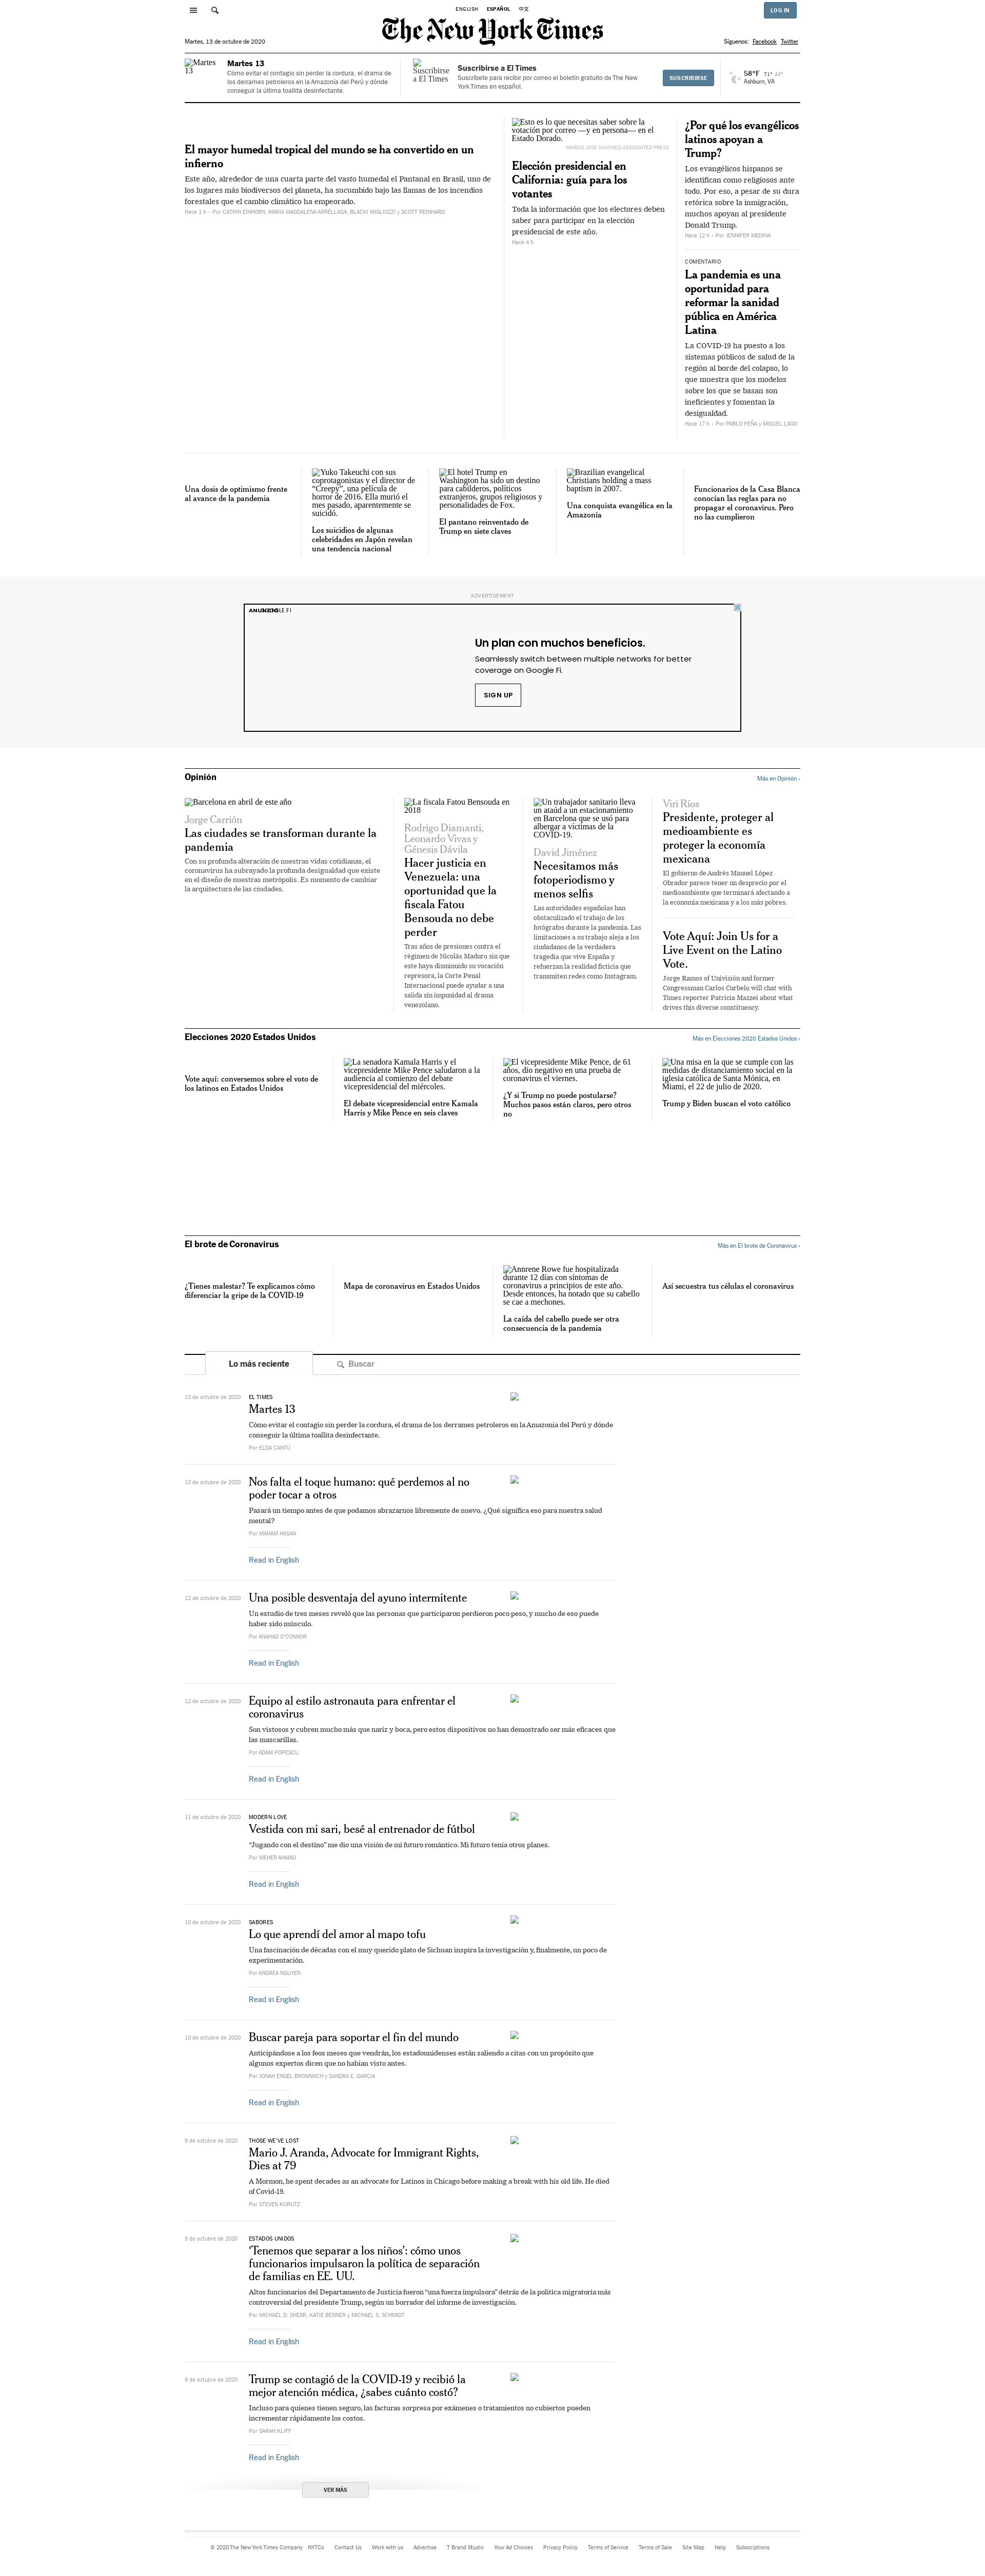 ENGLISH ESPAÑOL 中文
LOG IN
The New York Times
Martes, 13 de octubre de 2020
Síguenos: Facebook Twitter
Martes 13
Martes 13
Cómo evitar el contagio sin perder la cordura, el drama de
los derrames petroleros en la Amazonía del Perú y dónde
conseguir la última toallita desinfectante.
Suscribirse a El Times
Suscribirse a El Times
Suscríbete para recibir por correo el boletín gratuito de The New
York Times en español.
SUSCRIBIRSE
58°F 71° 48°
Ashburn, VA
El mayor humedal tropical del mundo se ha convertido en un
infierno
Este año, alrededor de una cuarta parte del vasto humedal el Pantanal en Brasil, uno de
los lugares más biodiversos del planeta, ha sucumbido bajo las llamas de los incendios
forestales que el cambio climático ha empeorado.
Hace 1 h • Por CATRIN EINHORN, MARIA MAGDALENA ARRÉLLAGA, BLACKI MIGLIOZZI y SCOTT REINHARD
Esto es lo que necesitas saber sobre la
votación por correo —y en persona— en el
Estado Dorado.
MARCIO JOSE SANCHEZ/ASSOCIATED PRESS
Elección presidencial en
California: guía para los
votantes
Toda la información que los electores deben
saber para participar en la elección
presidencial de este año.
Hace 4 h
¿Por qué los evangélicos
latinos apoyan a
Trump?
Los evangélicos hispanos se
identifican como religiosos ante
todo. Por eso, a pesar de su dura
retórica sobre la inmigración,
muchos apoyan al presidente
Donald Trump.
Hace 12 h • Por JENNIFER MEDINA
COMENTARIO
La pandemia es una
oportunidad para
reformar la sanidad
pública en América
Latina
La COVID-19 ha puesto a los
sistemas públicos de salud de la
región al borde del colapso, lo
que muestra que los modelos
sobre los que se basan son
ineficientes y fomentan la
desigualdad.
Hace 17 h • Por PABLO PEÑA y MIGUEL LAGO
Una dosis de optimismo frente
al avance de la pandemia
Yuko Takeuchi con sus
coprotagonistas y el director de
“Creepy”, una película de
horror de 2016. Ella murió el
mes pasado, aparentemente se
suicidó.
Los suicidios de algunas
celebridades en Japón revelan
una tendencia nacional
El hotel Trump en
Washington ha sido un destino
para cabilderos, políticos
extranjeros, grupos religiosos y
personalidades de Fox.
El pantano reinventado de
Trump en siete claves
Brazilian evangelical
Christians holding a mass
baptism in 2007.
Una conquista evangélica en la
Amazonía
Funcionarios de la Casa Blanca
conocían las reglas para no
propagar el coronavirus. Pero
no las cumplieron
ADVERTISEMENT
ANUNCIO
Un plan con muchos beneficios.
Seamlessly switch between multiple networks for better
coverage on Google Fi.
SIGN UP
Opinión
Más en Opinión ›
Barcelona en abril de este año
Jorge Carrión
Las ciudades se transforman durante la
pandemia
Con su profunda alteración de nuestras vidas cotidianas, el
coronavirus ha subrayado la profunda desigualdad que existe
en el diseño de nuestras metrópolis. Es momento de cambiar
la arquitectura de las ciudades.
La fiscala Fatou Bensouda en
2018
Rodrigo Diamanti,
Leonardo Vivas y
Génesis Dávila
Hacer justicia en
Venezuela: una
oportunidad que la
fiscala Fatou
Bensouda no debe
perder
Tras años de presiones contra el
régimen de Nicolás Maduro sin que
este haya disminuido su vocación
represora, la Corte Penal
Internacional puede ayudar a una
salida sin impunidad al drama
venezolano.
Un trabajador sanitario lleva
un ataúd a un estacionamiento
en Barcelona que se usó para
albergar a víctimas de la
COVID-19.
David Jiménez
Necesitamos más
fotoperiodismo y
menos selfis
Las autoridades españolas han
obstaculizado el trabajo de los
fotógrafos durante la pandemia. Las
limitaciones a su trabajo aleja a los
ciudadanos de la verdadera
tragedia que vive España y
refuerzan la realidad ficticia que
transmiten redes como Instagram.
Viri Ríos
Presidente, proteger al
medioambiente es
proteger la economía
mexicana
El gobierno de Andrés Manuel López
Obrador parece tener un desprecio por el
medioambiente que terminará afectando a
la economía mexicana y a los más pobres.
Vote Aquí: Join Us for a
Live Event on the Latino
Vote.
Jorge Ramos of Univisión and former
Congressman Carlos Curbelo will chat with
Times reporter Patricia Mazzei about what
drives this diverse constituency.
Elecciones 2020 Estados Unidos
Más en Elecciones 2020 Estados Unidos ›
Vote aquí: conversemos sobre el voto de
los latinos en Estados Unidos
La senadora Kamala Harris y el
vicepresidente Mike Pence saludaron a la
audiencia al comienzo del debate
vicepresidencial del miércoles.
El debate vicepresidencial entre Kamala
Harris y Mike Pence en seis claves
El vicepresidente Mike Pence, de 61
años, dio negativo en una prueba de
coronavirus el viernes.
¿Y si Trump no puede postularse?
Muchos pasos están claros, pero otros
no
Una misa en la que se cumple con las
medidas de distanciamiento social en la
iglesia católica de Santa Mónica, en
Miami, el 22 de julio de 2020.
Trump y Biden buscan el voto católico
El brote de Coronavirus
Más en El brote de Coronavirus ›
¿Tienes malestar? Te explicamos cómo
diferenciar la gripe de la COVID-19
Mapa de coronavirus en Estados Unidos
Annrene Rowe fue hospitalizada
durante 12 días con síntomas de
coronavirus a principios de este año.
Desde entonces, ha notado que su cabello
se cae a mechones.
La caída del cabello puede ser otra
consecuencia de la pandemia
Así secuestra tus células el coronavirus
Lo más reciente
Buscar
13 de octubre de 2020
EL TIMES
Martes 13
Cómo evitar el contagio sin perder la cordura, el drama de los derrames petroleros en la Amazonía del Perú y dónde
conseguir la última toallita desinfectante.
Por ELDA CANTÚ
13 de octubre de 2020
Nos falta el toque humano: qué perdemos al no
poder tocar a otros
Pasará un tiempo antes de que podamos abrazarnos libremente de nuevo. ¿Qué significa eso para nuestra salud
mental?
Por MAHAM HASAN
Read in English
12 de octubre de 2020
Una posible desventaja del ayuno intermitente
Un estudio de tres meses reveló que las personas que participaron perdieron poco peso, y mucho de eso puede
haber sido músculo.
Por ANAHAD O’CONNOR
Read in English
12 de octubre de 2020
Equipo al estilo astronauta para enfrentar el
coronavirus
Son vistosos y cubren mucho más que nariz y boca, pero estos dispositivos no han demostrado ser más eficaces que
las mascarillas.
Por ADAM POPESCU
Read in English
11 de octubre de 2020
MODERN LOVE
Vestida con mi sari, besé al entrenador de fútbol
“Jugando con el destino” me dio una visión de mi futuro romántico. Mi futuro tenía otros planes.
Por MEHER AHMAD
Read in English
10 de octubre de 2020
SABORES
Lo que aprendí del amor al mapo tofu
Una fascinación de décadas con el muy querido plato de Sichuan inspira la investigación y, finalmente, un poco de
experimentación.
Por ANDREA NGUYEN
Read in English
10 de octubre de 2020
Buscar pareja para soportar el fin del mundo
Anticipándose a los feos meses que vendrán, los estadounidenses están saliendo a citas con un propósito que
algunos expertos dicen que no habían visto antes.
Por JONAH ENGEL BROMWICH y SANDRA E. GARCIA
Read in English
9 de octubre de 2020
THOSE WE’VE LOST
Mario J. Aranda, Advocate for Immigrant Rights,
Dies at 79
A Mormon, he spent decades as an advocate for Latinos in Chicago before making a break with his old life. He died
of Covid-19.
Por STEVEN KURUTZ
9 de octubre de 2020
ESTADOS UNIDOS
‘Tenemos que separar a los niños’: cómo unos
funcionarios impulsaron la política de separación
de familias en EE. UU.
Altos funcionarios del Departamento de Justicia fueron “una fuerza impulsora” detrás de la política migratoria más
controversial del presidente Trump, según un borrador del informe de investigación.
Por MICHAEL D. SHEAR, KATIE BENNER y MICHAEL S. SCHMIDT
Read in English
9 de octubre de 2020
Trump se contagió de la COVID-19 y recibió la
mejor atención médica, ¿sabes cuánto costó?
Incluso para quienes tienen seguro, las facturas sorpresa por exámenes o tratamientos no cubiertos pueden
incrementar rápidamente los costos.
Por SARAH KLIFF
Read in English
VER MÁS
© 2020 The New York Times Company NYTCo Contact Us Work with us Advertise T Brand Studio Your Ad Choices Privacy Policy Terms of Service Terms of Sale Site Map Help Subscriptions